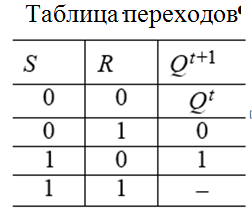 Таблица переходов¶
S R Q^{t+1}
0 0 Q^t
0 1 0
1 0 1
1 1 –